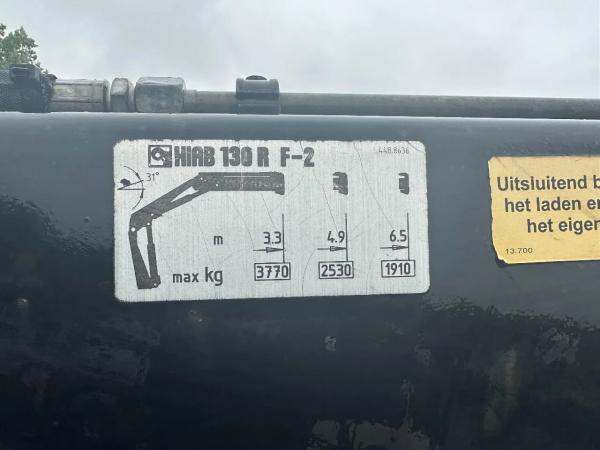 HIAB 130 R F-2
448.8636
31°
m 3.3 4.9 6.5
max kg 3770 2530 1910
Uitsluitend b
het laden er
het eigen
13.700